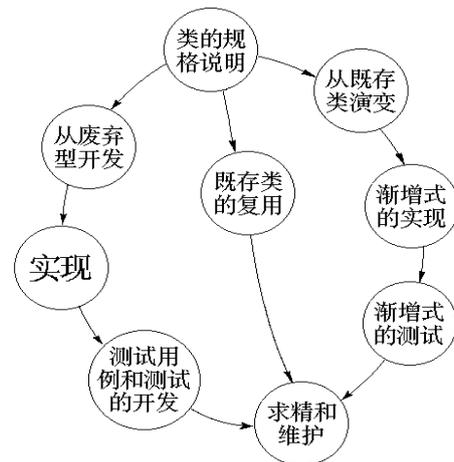 类的规
格说明
从既存
类演变
从废弃
型开发
既存类
的复用
渐增式
的实现
实现
渐增式
的测试
测试用
例和测试
的开发
求精和
维护